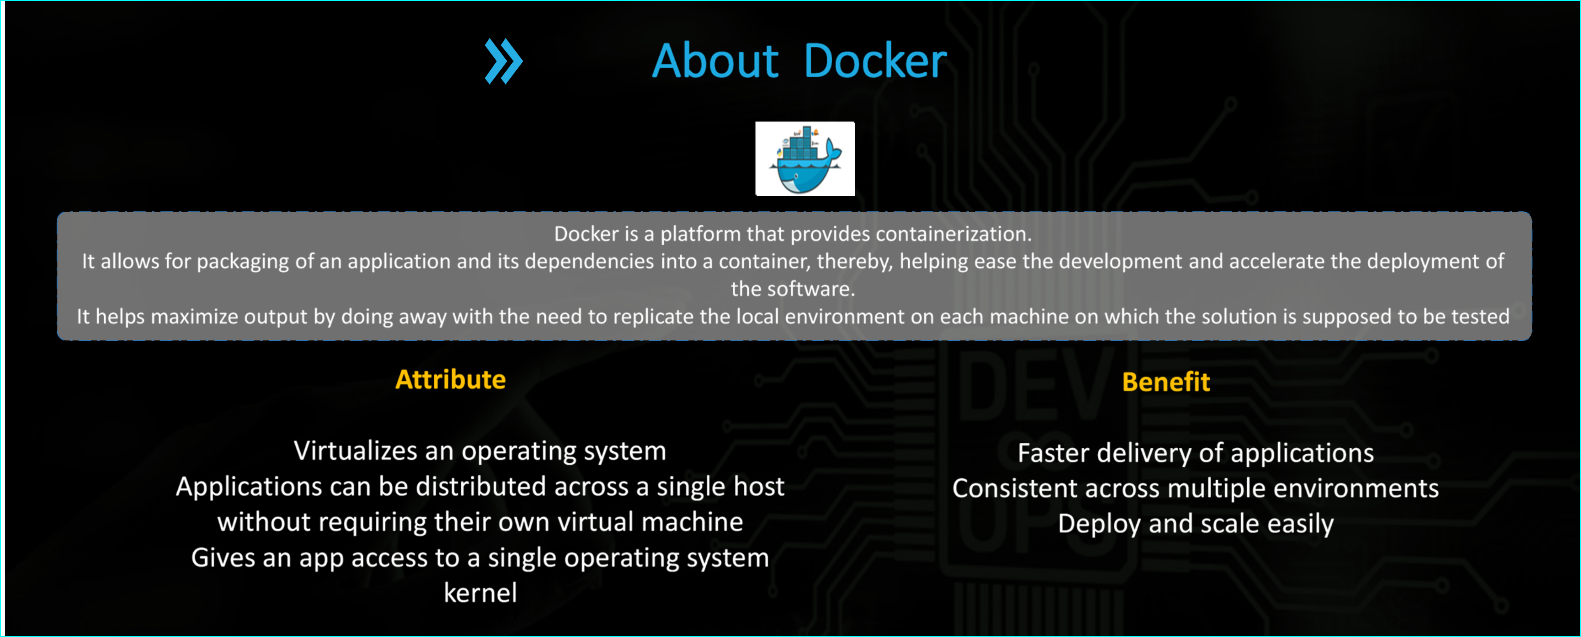 About Docker
Docker is a platform that provides containerization.
It allows for packaging of an application and its dependencies into a container, thereby, helping ease the development and accelerate the deployment of
the software.
It helps maximize output by doing away with the need to replicate the local environment on each machine on which the solution is supposed to be tested
Attribute
Benefit
Virtualizes an operating system
Applications can be distributed across a single host
without requiring their own virtual machine
Gives an app access to a single operating system
kernel
Faster delivery of applications
Consistent across multiple environments
Deploy and scale easily
DEV
OPS